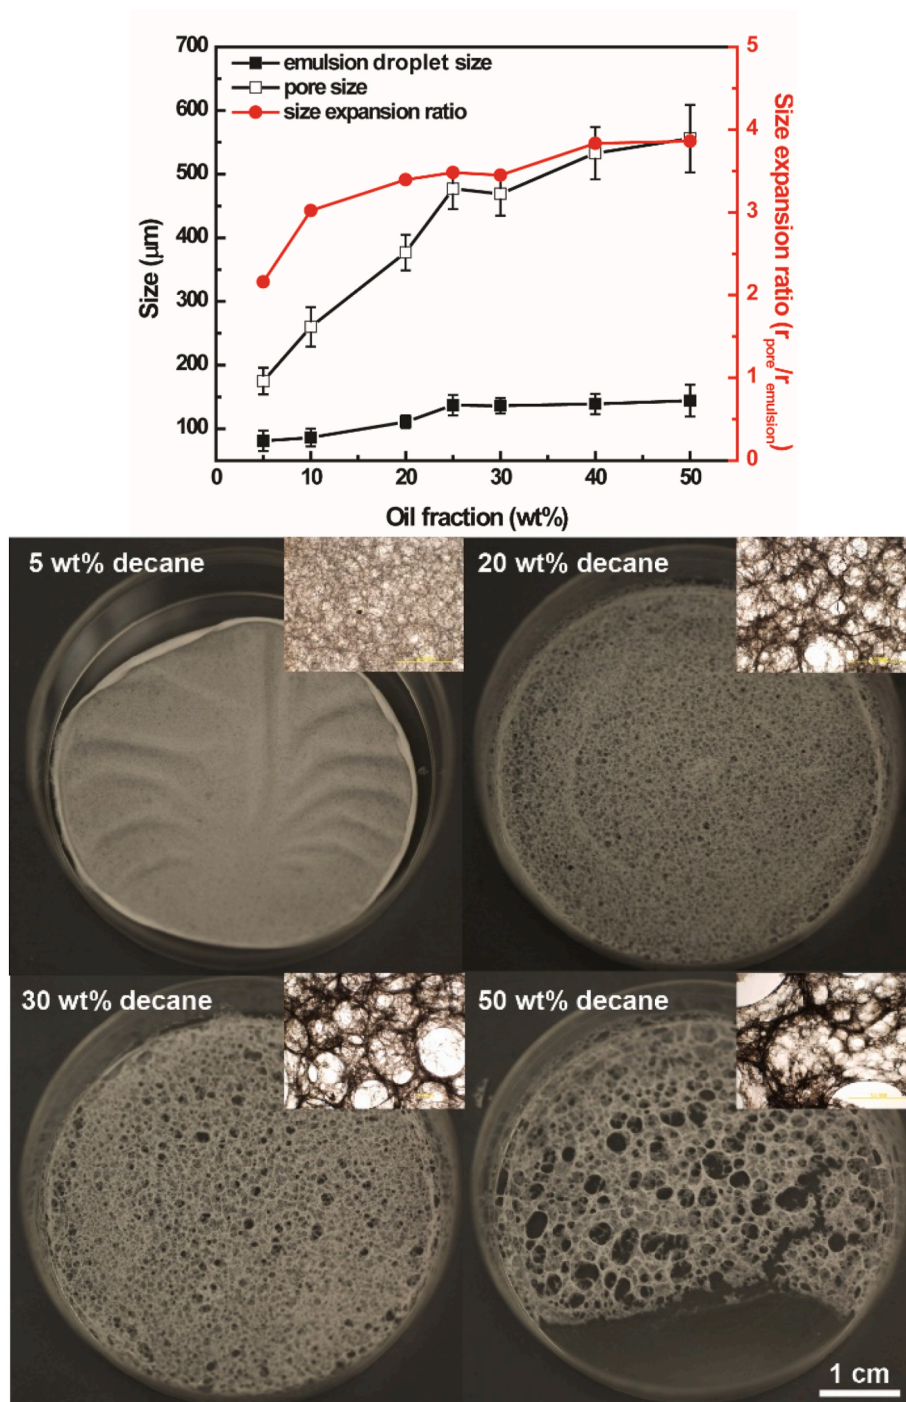 700
600
500
400
300
200
100
Size (μm)
emulsion droplet size
pore size
size expansion ratio
5
4
3
2
1
0
Size expansion ratio (r_pore/r_emulsion)
0 10 20 30 40 50
Oil fraction (wt%)
5 wt% decane
20 wt% decane
30 wt% decane
50 wt% decane
1 cm